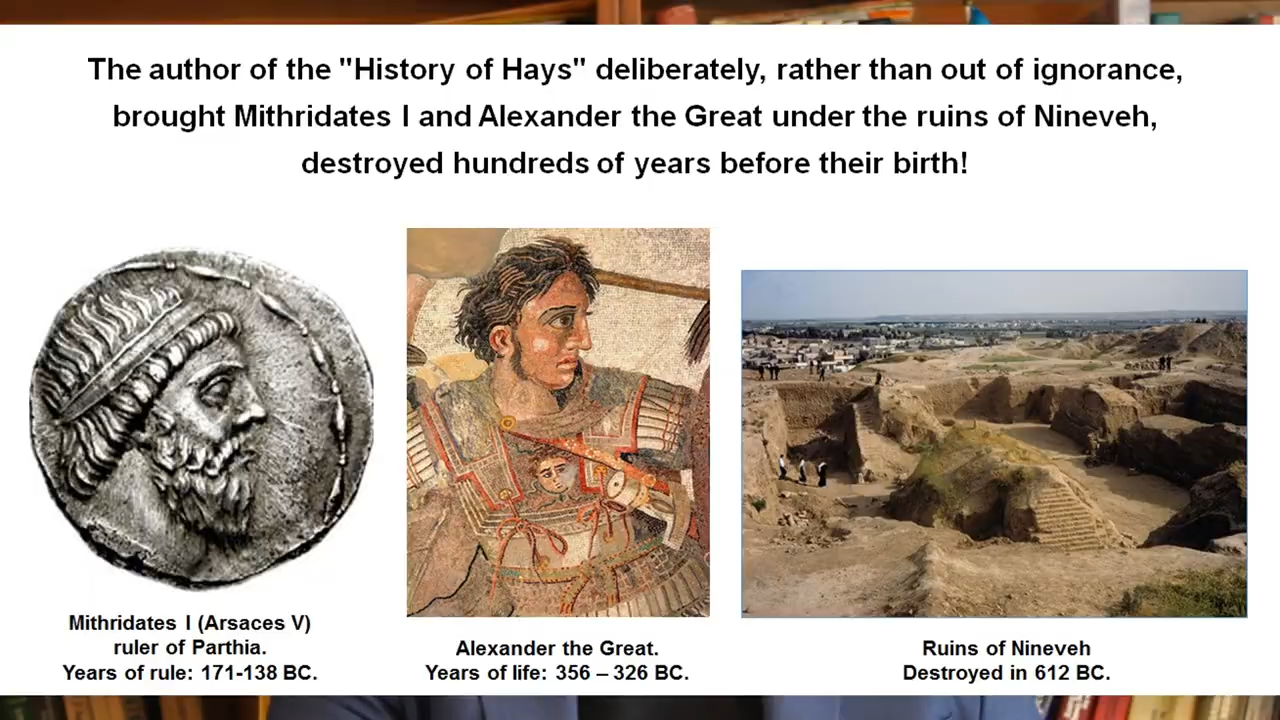 The author of the "History of Hays" deliberately, rather than out of ignorance,
brought Mithridates I and Alexander the Great under the ruins of Nineveh,
destroyed hundreds of years before their birth!
Mithridates I (Arsaces V)
ruler of Parthia.
Years of rule: 171-138 BC.
Alexander the Great.
Years of life: 356 – 326 BC.
Ruins of Nineveh
Destroyed in 612 BC.